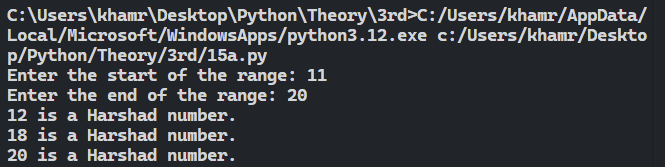 C:\Users\khamr\Desktop\Python\Theory\3rd>C:/Users/khamr/AppData/
Local/Microsoft/WindowsApps/python3.12.exe c:/Users/khamr/Deskto
p/Python/Theory/3rd/15a.py
Enter the start of the range: 11
Enter the end of the range: 20
12 is a Harshad number.
18 is a Harshad number.
20 is a Harshad number.